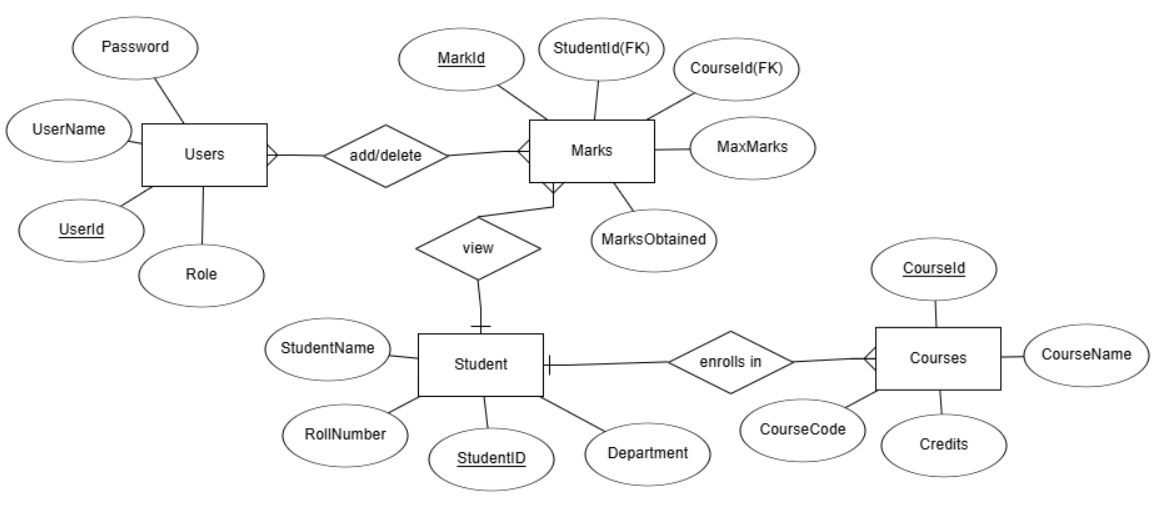 Password
MarkId
StudentId(FK)
CourseId(FK)
UserName
Users
add/delete
Marks
MaxMarks
UserId
Role
view
MarksObtained
CourseId
StudentName
Student
enrolls in
Courses
CourseName
RollNumber
StudentID
Department
CourseCode
Credits